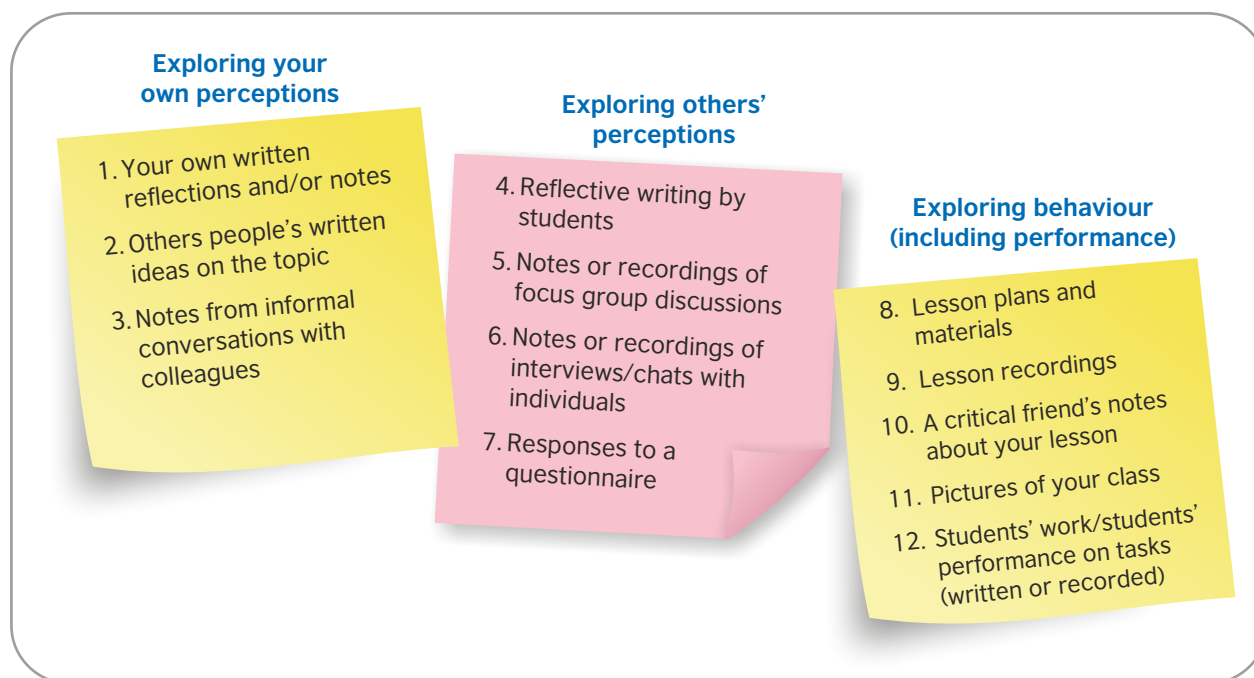 Exploring your
own perceptions
1. Your own written
reflections and/or notes
2. Others people's written
ideas on the topic
3. Notes from informal
conversations with
colleagues
Exploring others'
perceptions
4. Reflective writing by
students
5. Notes or recordings of
focus group discussions
6. Notes or recordings of
interviews/chats with
individuals
7. Responses to a
questionnaire
Exploring behaviour
(including performance)
8. Lesson plans and
materials
9. Lesson recordings
10. A critical friend's notes
about your lesson
11. Pictures of your class
12. Students' work/students'
performance on tasks
(written or recorded)